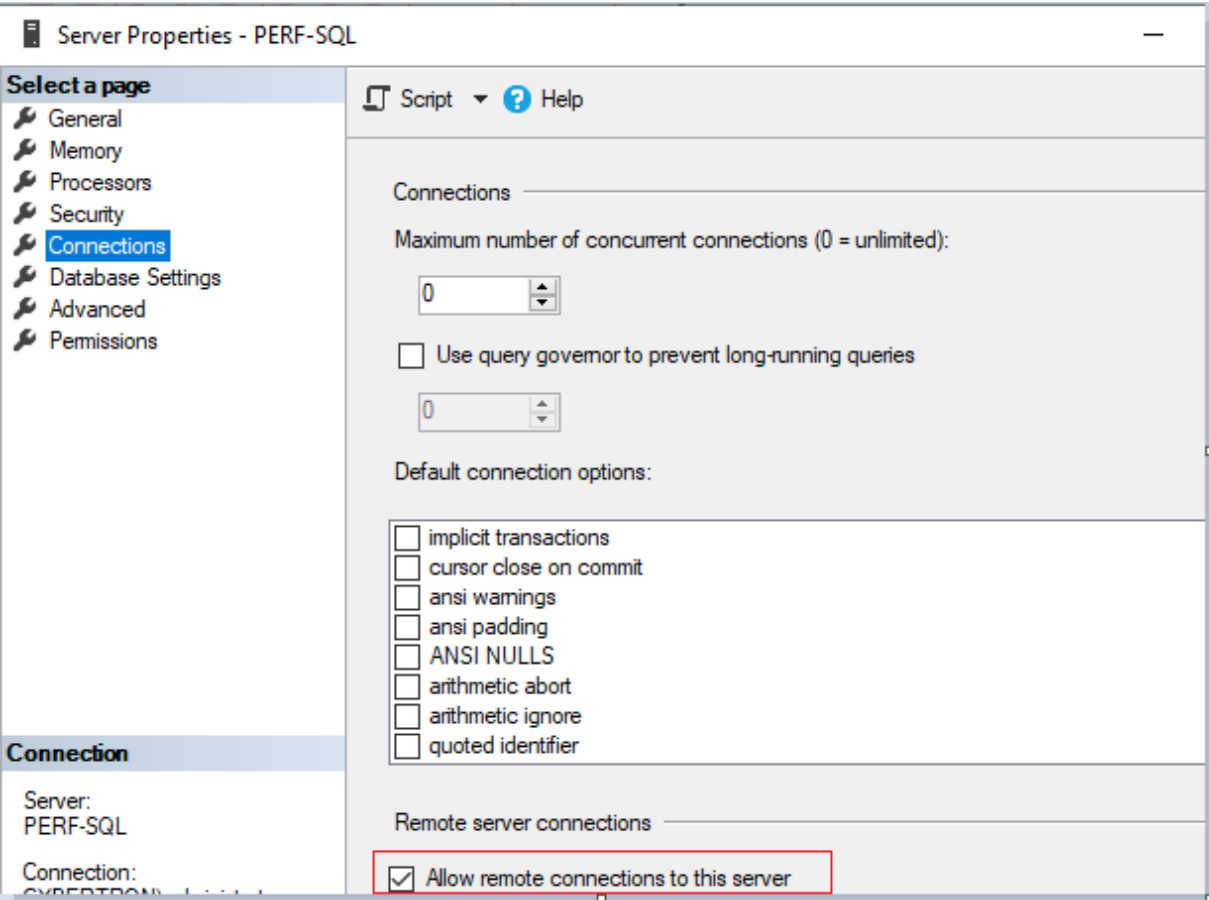 Server Properties - PERF-SQL
Select a page
General
Memory
Processors
Security
Connections
Database Settings
Advanced
Permissions
Connection
Server:
PERF-SQL
Connection:
Script
Help
Connections
Maximum number of concurrent connections (0 = unlimited):
0
Use query governor to prevent long-running queries
0
Default connection options:
implicit transactions
cursor close on commit
ansi warnings
ansi padding
ANSI NULLS
arithmetic abort
arithmetic ignore
quoted identifier
Remote server connections
Allow remote connections to this server